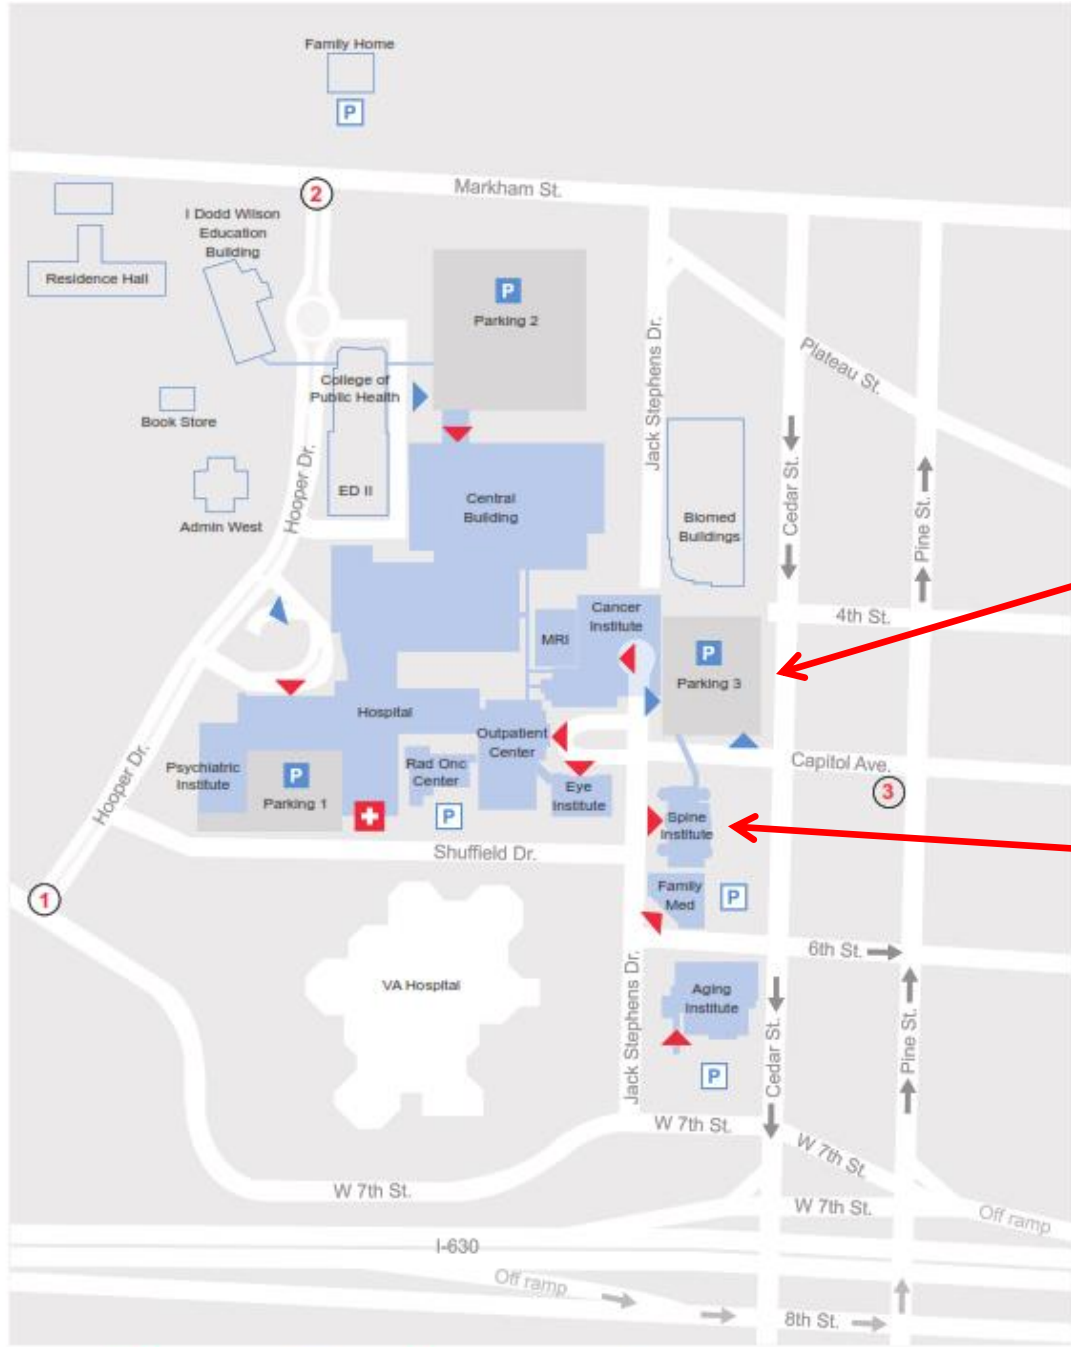 Family Home
P
Markham St.
2
I Dodd Wilson
Education
Building
Residence Hall
P
Parking 2
Jack Stephens Dr.
Plateau St.
College of
Public Health
Book Store
Hooper Dr.
ED II
Admin West
Central
Building
Biomed
Buildings
Cedar St.
Pine St.
4th St.
Cancer
Institute
MRI
P
Parking 3
Hospital
Outpatient
Center
Capitol Ave.
3
Psychiatric
Institute
P
Parking 1
Rad Onc
Center
P
Eye
Institute
Spine
Institute
Hooper Dr.
Shuffield Dr.
1
Family
Med
P
6th St.
VA Hospital
Aging
Institute
P
Jack Stephens Dr.
Cedar St.
Pine St.
W 7th St.
W 7th St.
W 7th St.
W 7th St.
Off ramp
I-630
Off ramp
8th St.